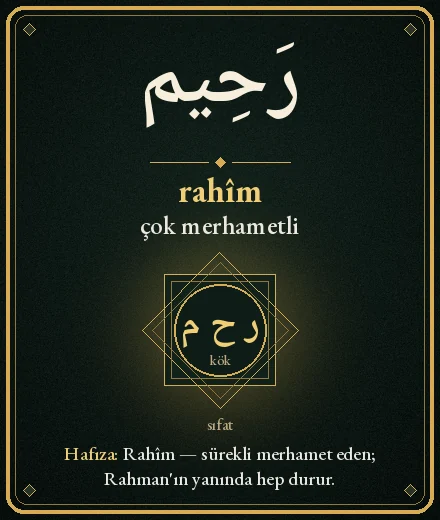 رَحِيم
rahîm
çok merhametli
ر ح م
kök
sıfat
Hafıza: Rahîm — sürekli merhamet eden;
Rahman'ın yanında hep durur.